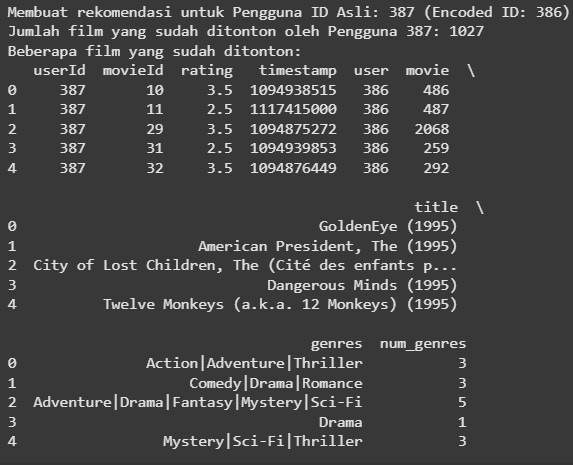 Membuat rekomendasi untuk Pengguna ID Asli: 387 (Encoded ID: 386)
Jumlah film yang sudah ditonton oleh Pengguna 387: 1027
Beberapa film yang sudah ditonton:
userId movieId rating timestamp user movie \
0 387 10 3.5 1094938515 386 486
1 387 11 2.5 1117415000 386 487
2 387 29 3.5 1094875272 386 2068
3 387 31 2.5 1094939853 386 259
4 387 32 3.5 1094876449 386 292
title \
0 GoldenEye (1995)
1 American President, The (1995)
2 City of Lost Children, The (Cité des enfants p...
3 Dangerous Minds (1995)
4 Twelve Monkeys (a.k.a. 12 Monkeys) (1995)
genres num_genres
0 Action|Adventure|Thriller 3
1 Comedy|Drama|Romance 3
2 Adventure|Drama|Fantasy|Mystery|Sci-Fi 5
3 Drama 1
4 Mystery|Sci-Fi|Thriller 3